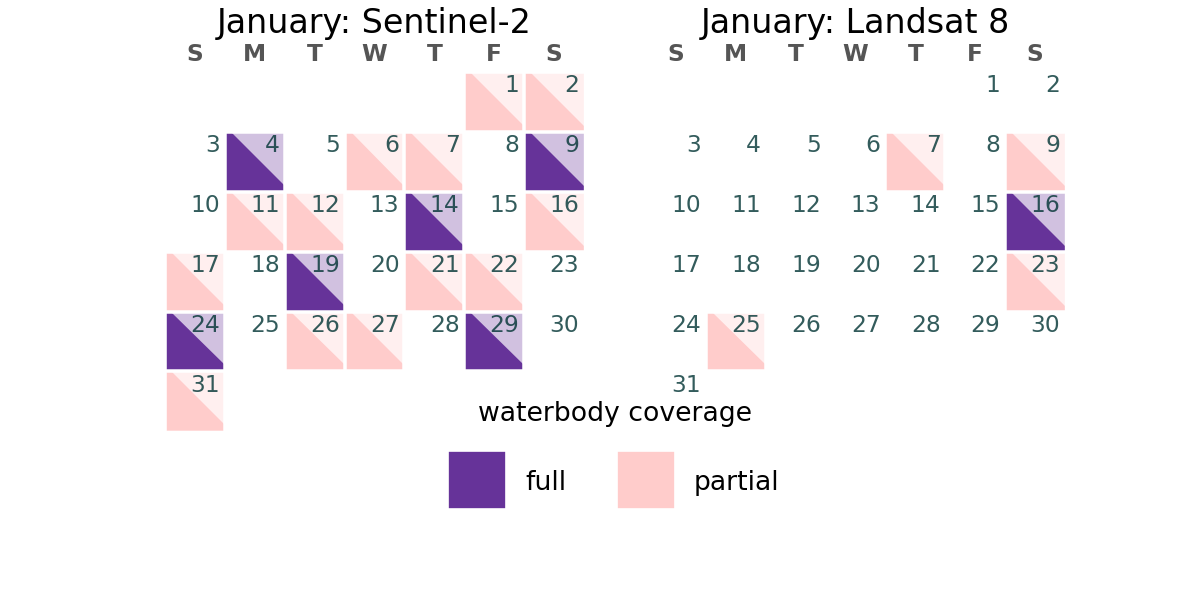 January: Sentinel-2
S M T W T F S
1 2
3 4 5 6 7 8 9
10 11 12 13 14 15 16
17 18 19 20 21 22 23
24 25 26 27 28 29 30
31
January: Landsat 8
S M T W T F S
1 2
3 4 5 6 7 8 9
10 11 12 13 14 15 16
17 18 19 20 21 22 23
24 25 26 27 28 29 30
31
waterbody coverage
full partial